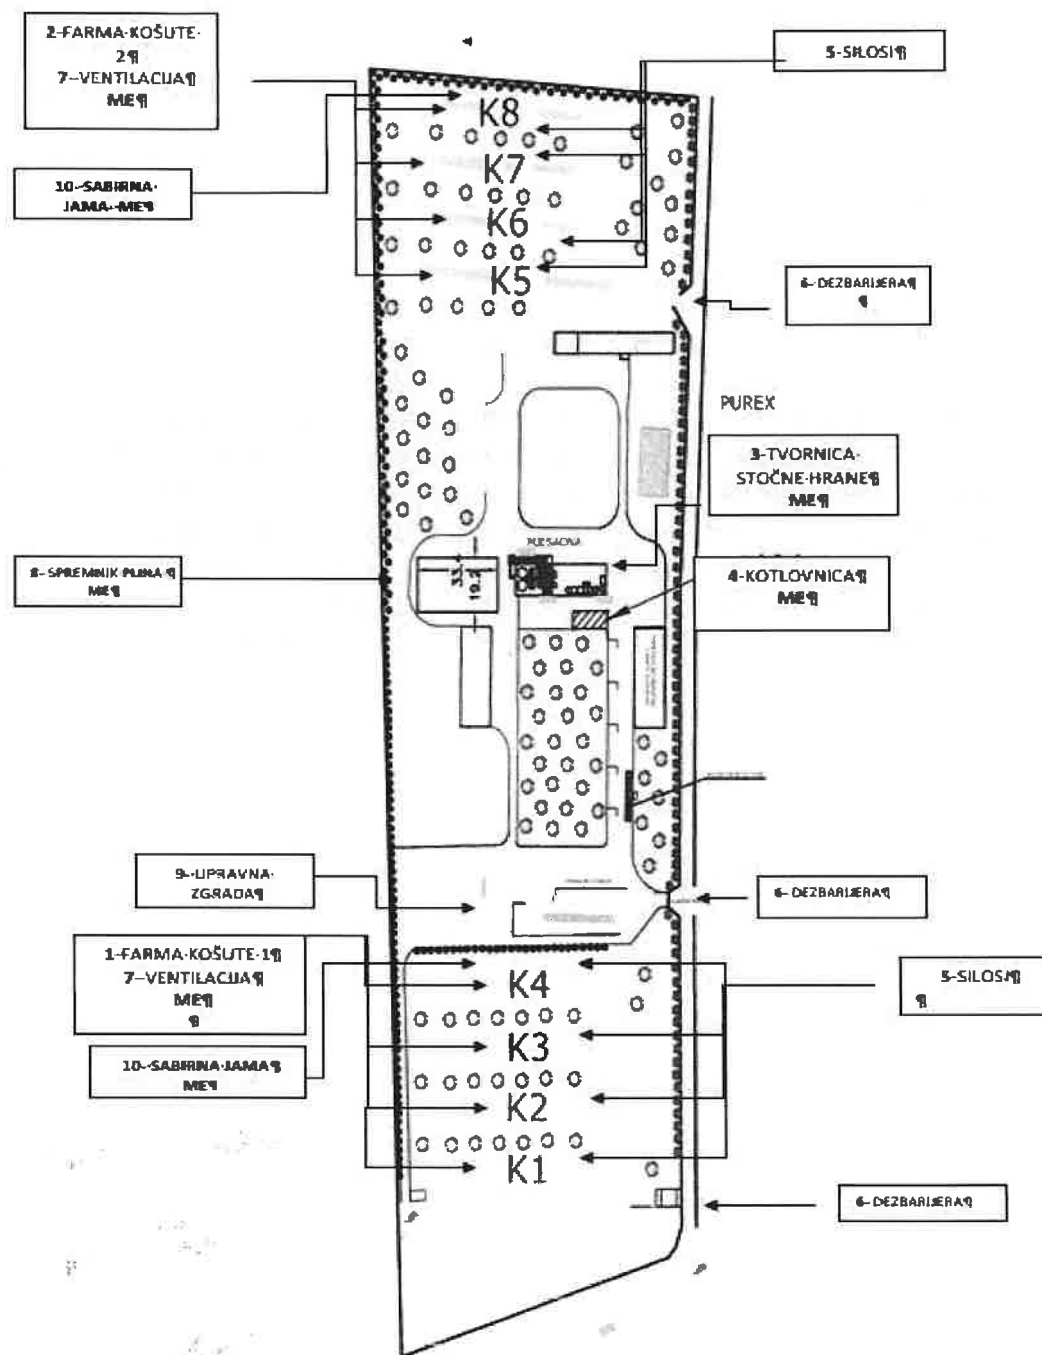 2-FARMA·KOŠUTE·
2¶
7-·VENTILACIJA¶
ME¶
5-SILOSI¶
K8
K7
10-·SABIRNA·
JAMA·-ME¶
K6
K5
6-·DEZBARIJERA¶
¶
PUREX
3-TVORNICA·
STOČNE·HRANE¶
ME¶
8-·SPREMNIK·PLINA·¶
ME¶
33.4
19.2
4-KOTLOVNICA¶
ME¶
9-·UPRAVNA·
ZGRADA¶
6-·DEZBARIJERA¶
1-FARMA·KOŠUTE·1¶
7-·VENTILACIJA¶
ME¶
¶
K4
5-SILOSI¶
¶
K3
10-·SABIRNA·JAMA¶
ME¶
K2
K1
6-·DEZBARIJERA¶